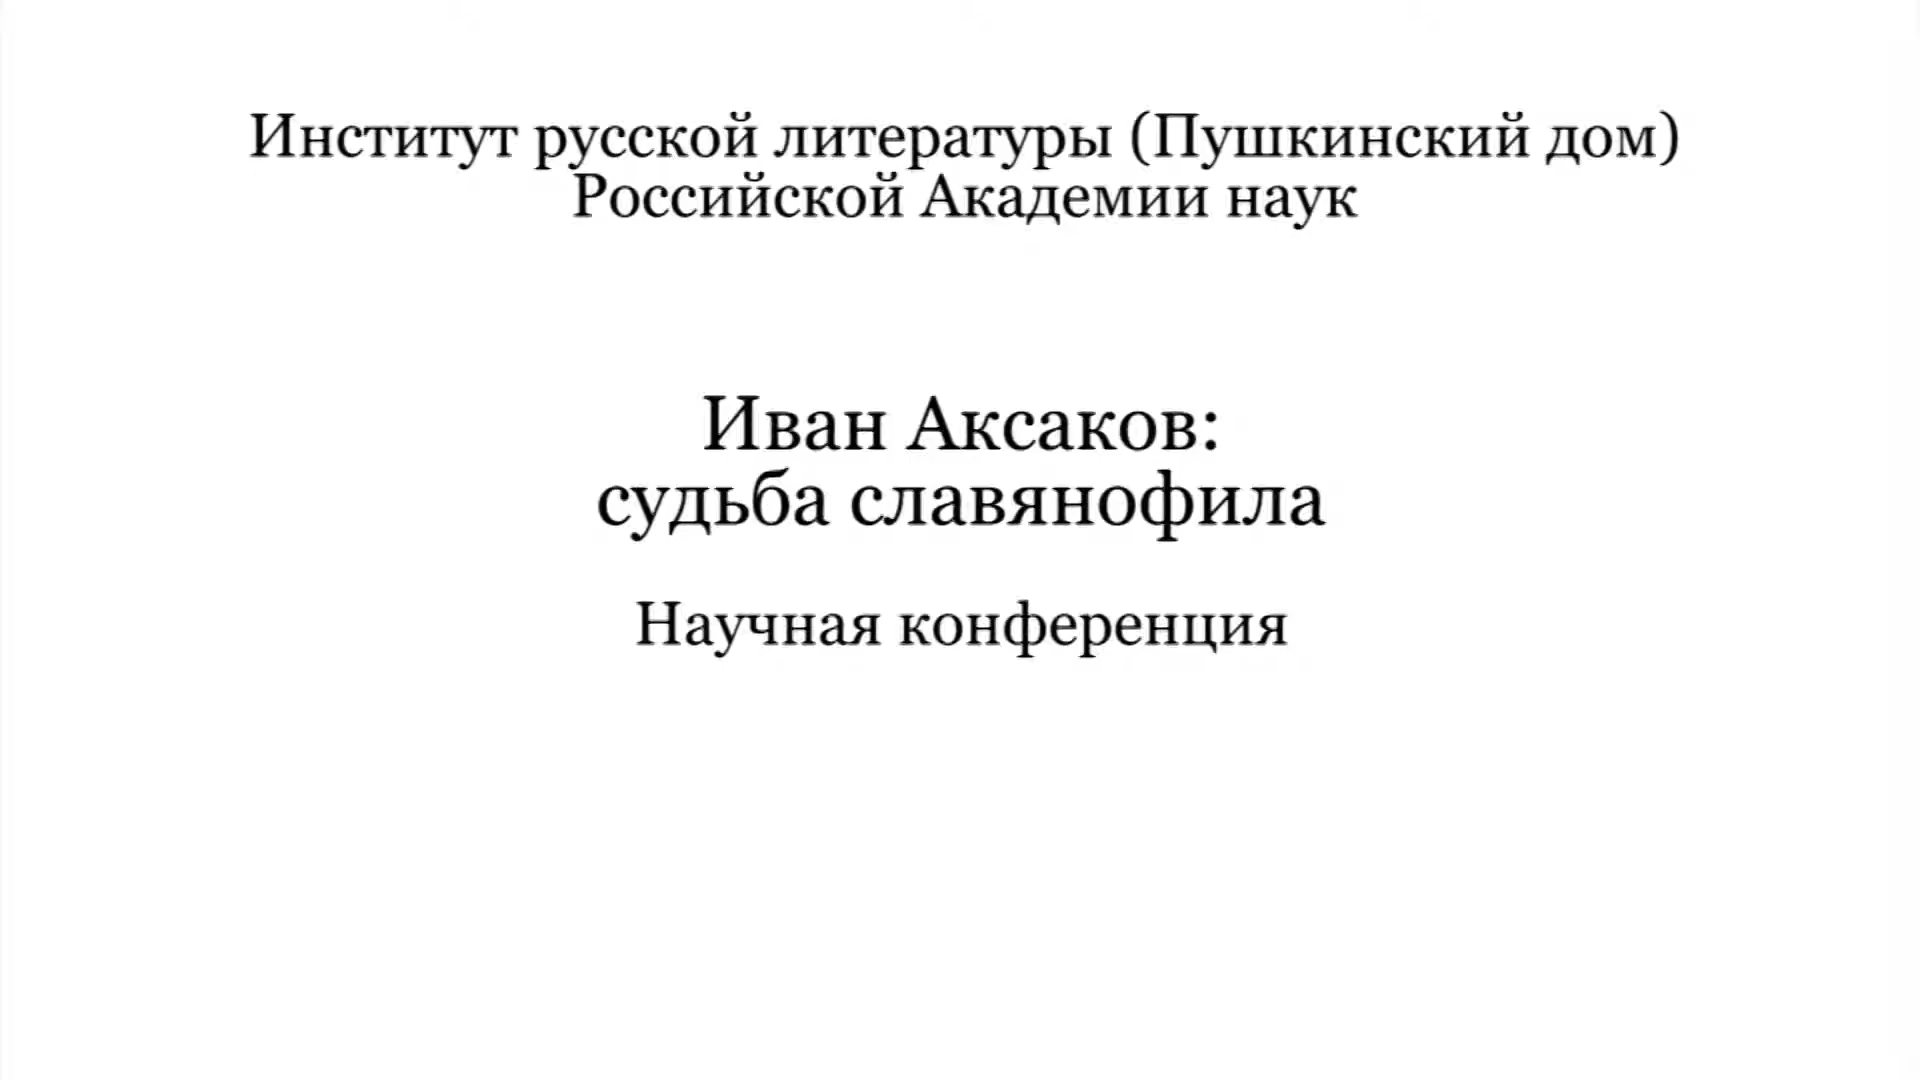 Институт русской литературы (Пушкинский дом)
Российской Академии наук
Иван Аксаков:
судьба славянофила
Научная конференция